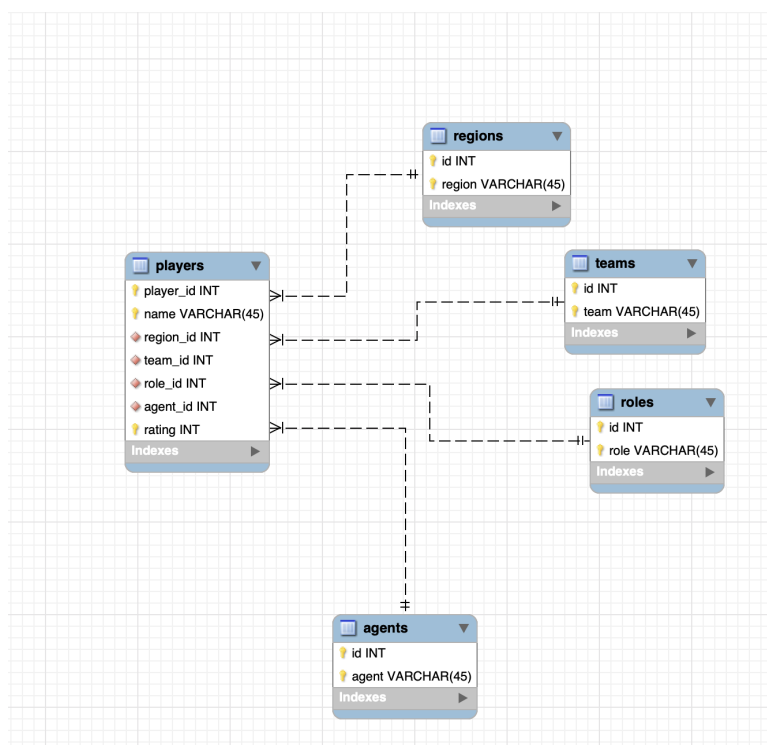 regions
id INT
region VARCHAR(45)
Indexes
players
player_id INT
name VARCHAR(45)
region_id INT
team_id INT
role_id INT
agent_id INT
rating INT
Indexes
teams
id INT
team VARCHAR(45)
Indexes
roles
id INT
role VARCHAR(45)
Indexes
agents
id INT
agent VARCHAR(45)
Indexes